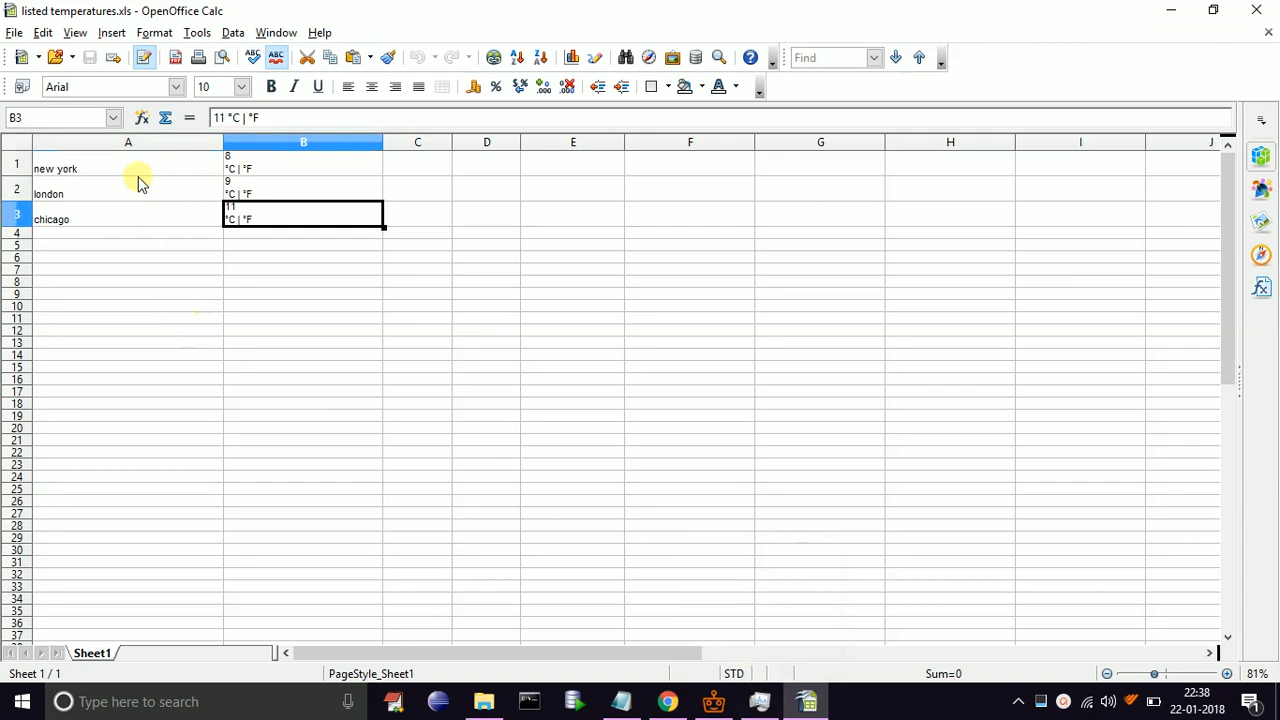 listed temperatures.xls - OpenOffice Calc
File Edit View Insert Format Tools Data Window Help
Find
Arial 10
B3 11 °C | °F
A B C D E F G H I J
1 new york 8
°C | °F
2 london 9
°C | °F
3 chicago 11
°C | °F
4
5
6
7
8
9
10
11
12
13
14
15
16
17
18
19
20
21
22
23
24
25
26
27
28
29
30
31
32
33
34
35
36
37
Sheet1
Sheet 1 / 1 PageStyle_Sheet1 STD Sum=0 81%
Type here to search
22:38
22-01-2018